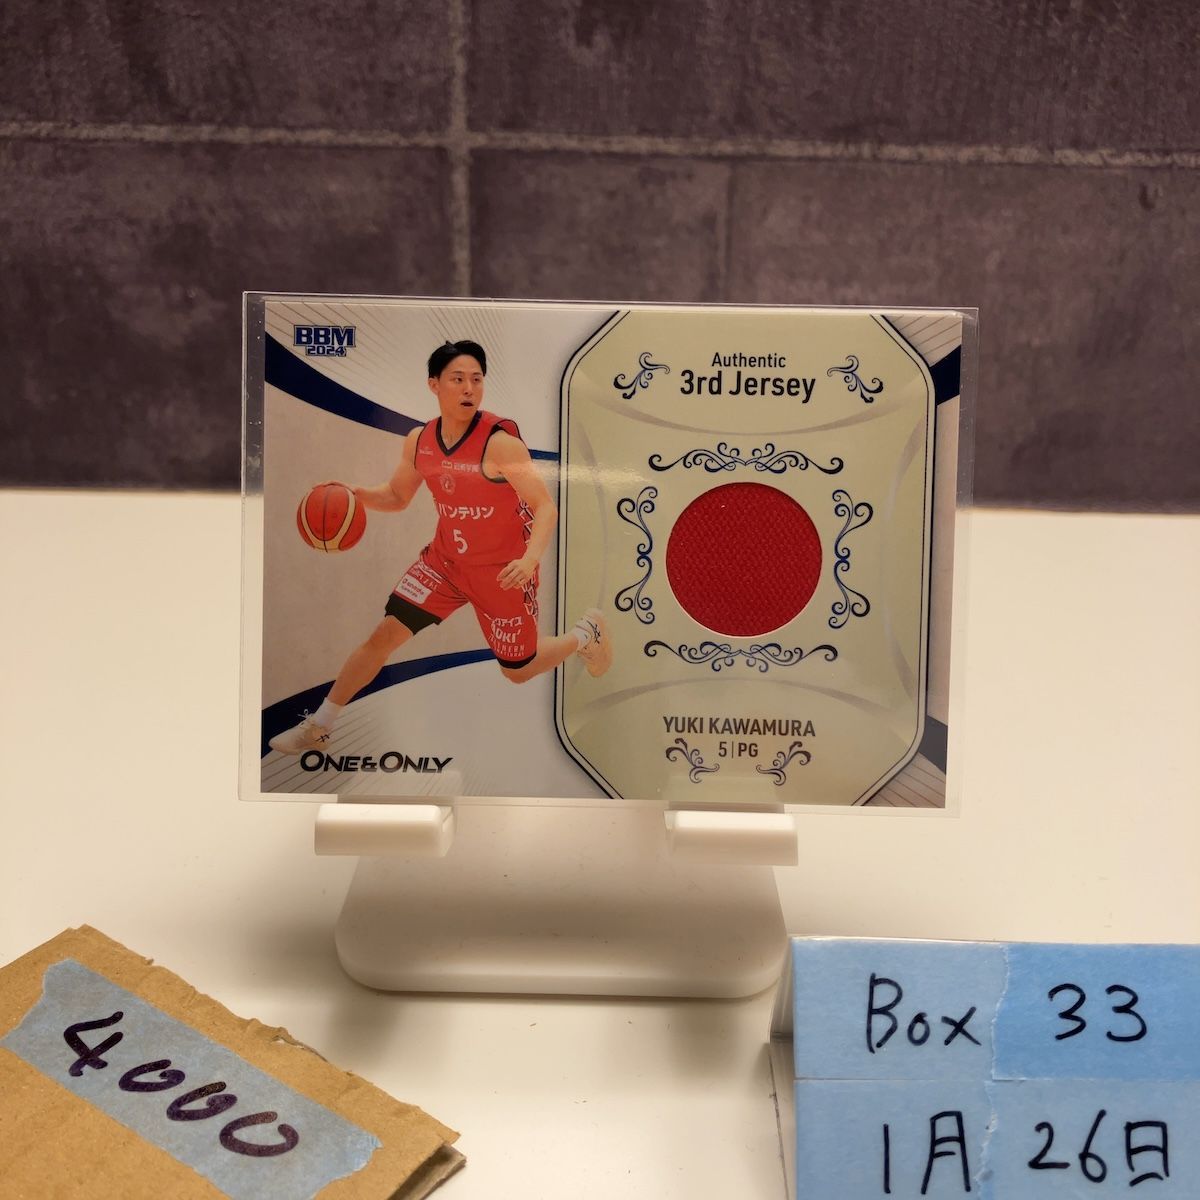 BBM
2024
Authentic
3rd Jersey
バンテリン
5
AOKI
YUKI KAWAMURA
5|PG
ONE&ONLY
4000
Box 33
1月 26日